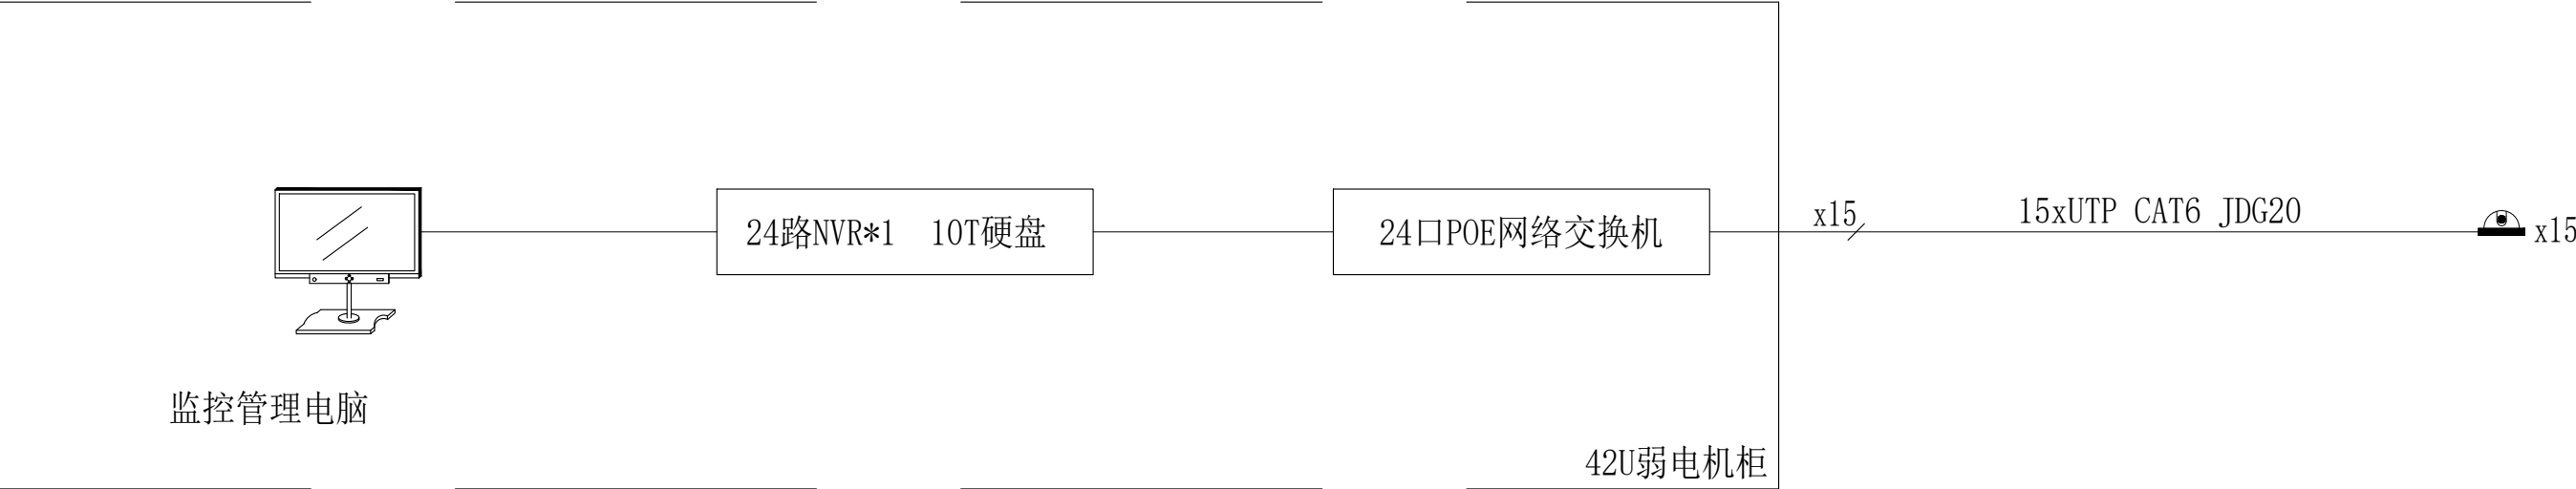 24路NVR*1  10T硬盘
24口POE网络交换机
x15
15xUTP CAT6 JDG20
x15
监控管理电脑
42U弱电机柜